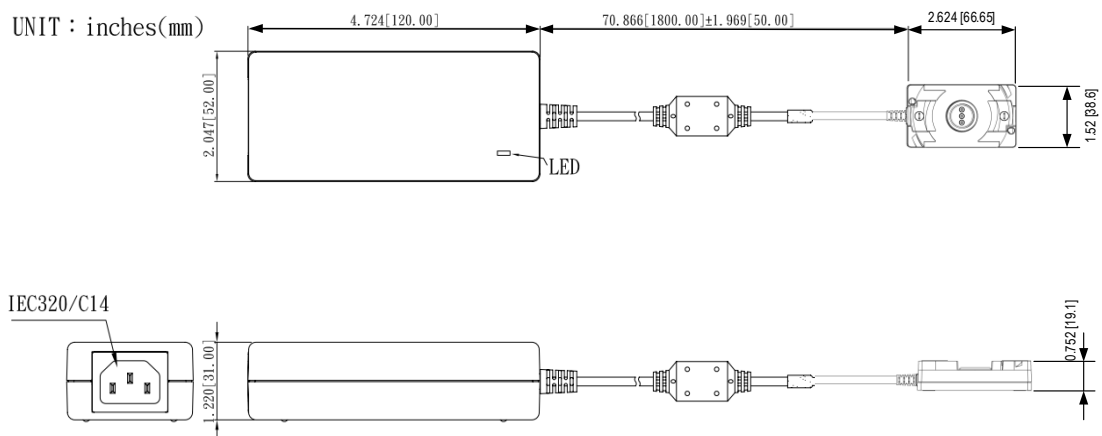 UNIT：inches(mm)
4.724[120.00]
70.866[1800.00]±1.969[50.00]
2.624 [66.65]
2.047[52.00]
1.52 [38.6]
LED
IEC320/C14
1.220[31.00]
0.752 [19.1]